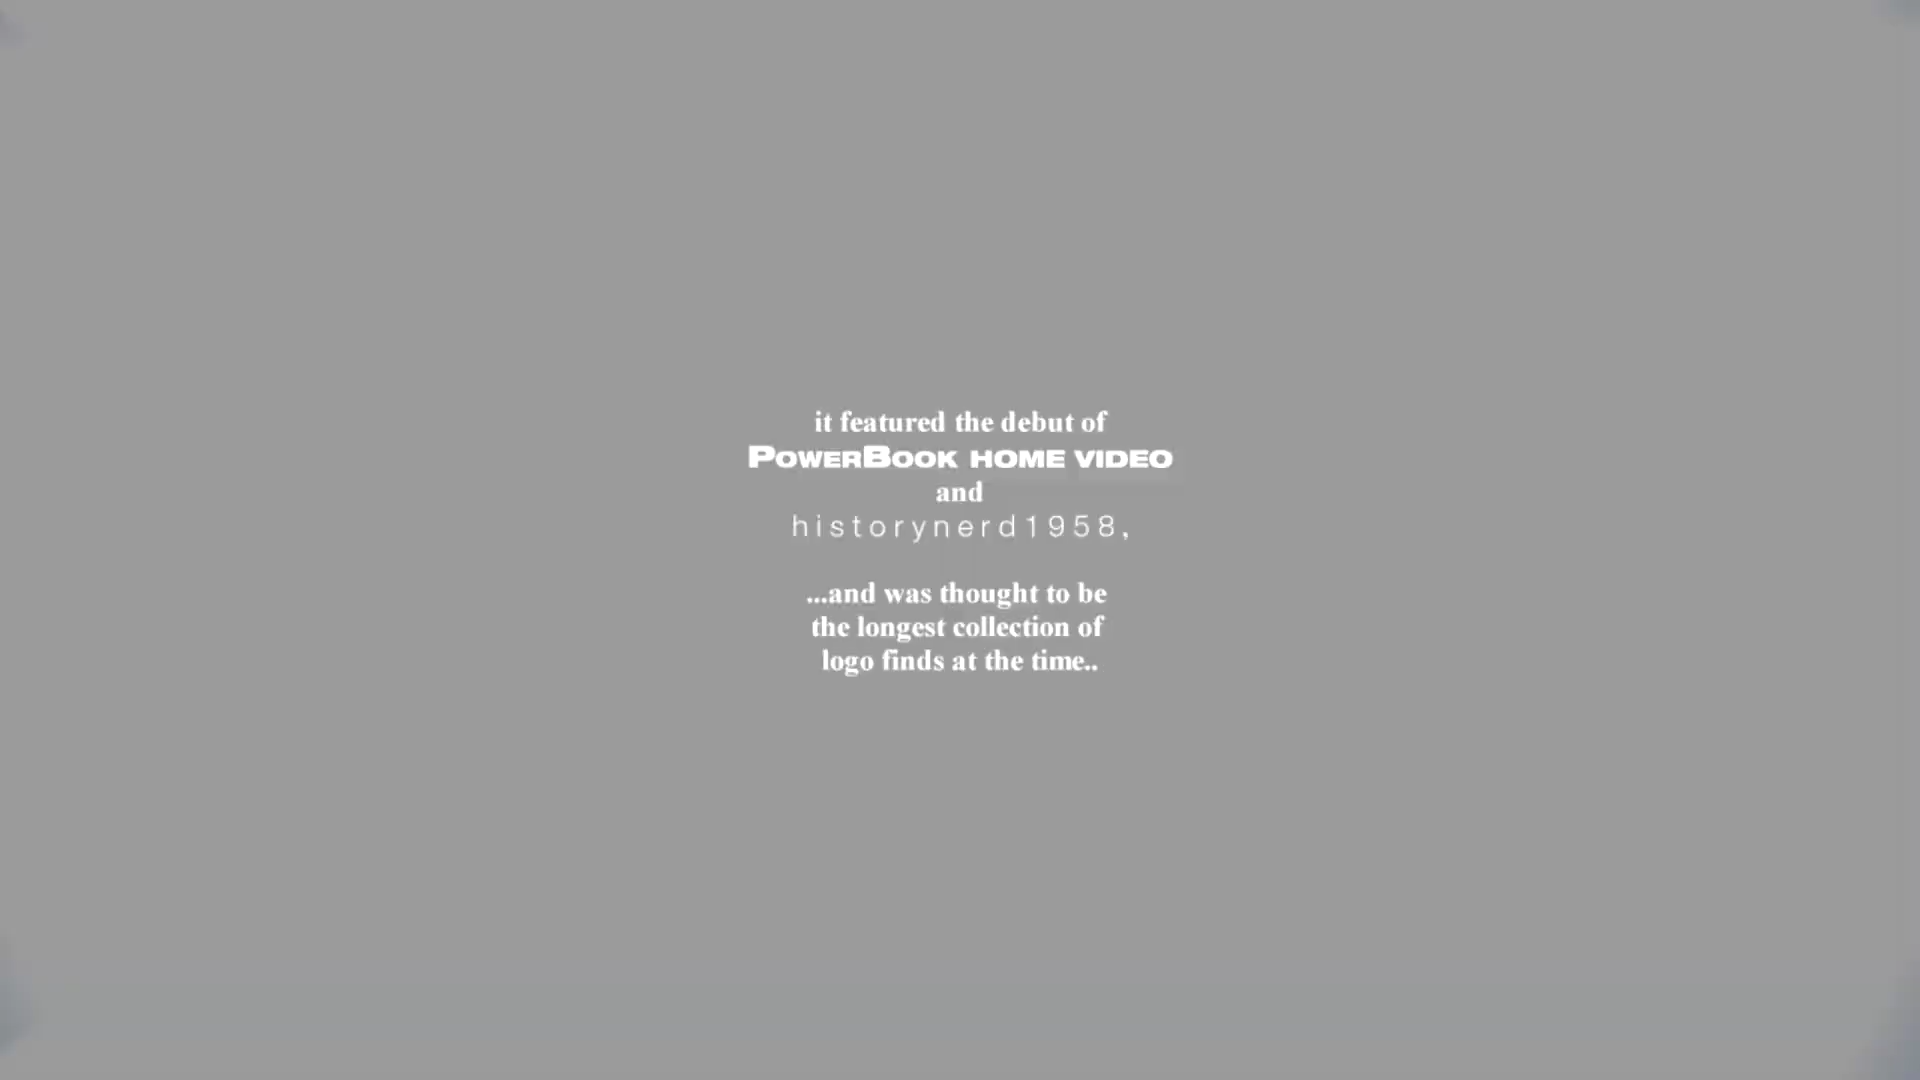 it featured the debut of
POWERBOOK HOME VIDEO
and
historynerd1958,
...and was thought to be
the longest collection of
logo finds at the time..